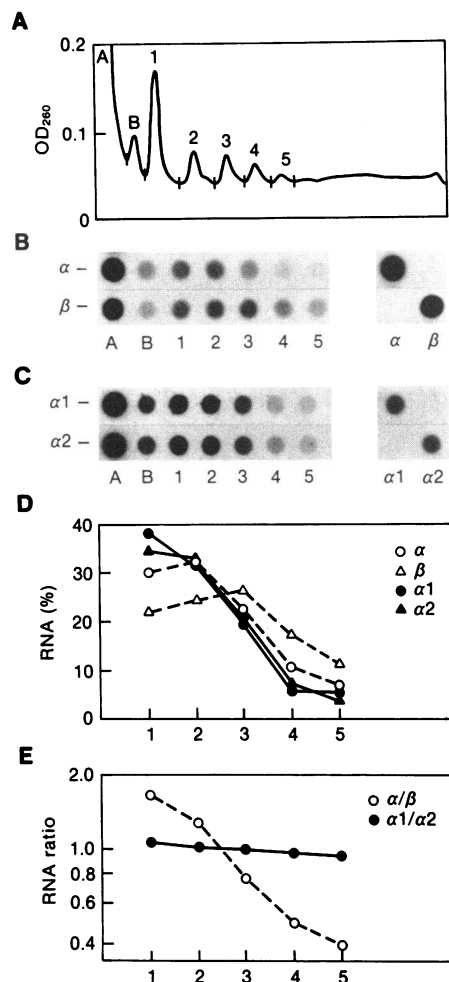 A
0.2
A
1
B
2
3
4
5
OD260
0.1
0
B
α –
β –
A B 1 2 3 4 5
α β
C
α1 –
α2 –
A B 1 2 3 4 5
α1 α2
D
40
30
20
10
0
RNA (%)
α
β
α1
α2
1 2 3 4 5
E
2.0
1.0
0.8
0.6
0.4
RNA ratio
α/β
α1/α2
1 2 3 4 5